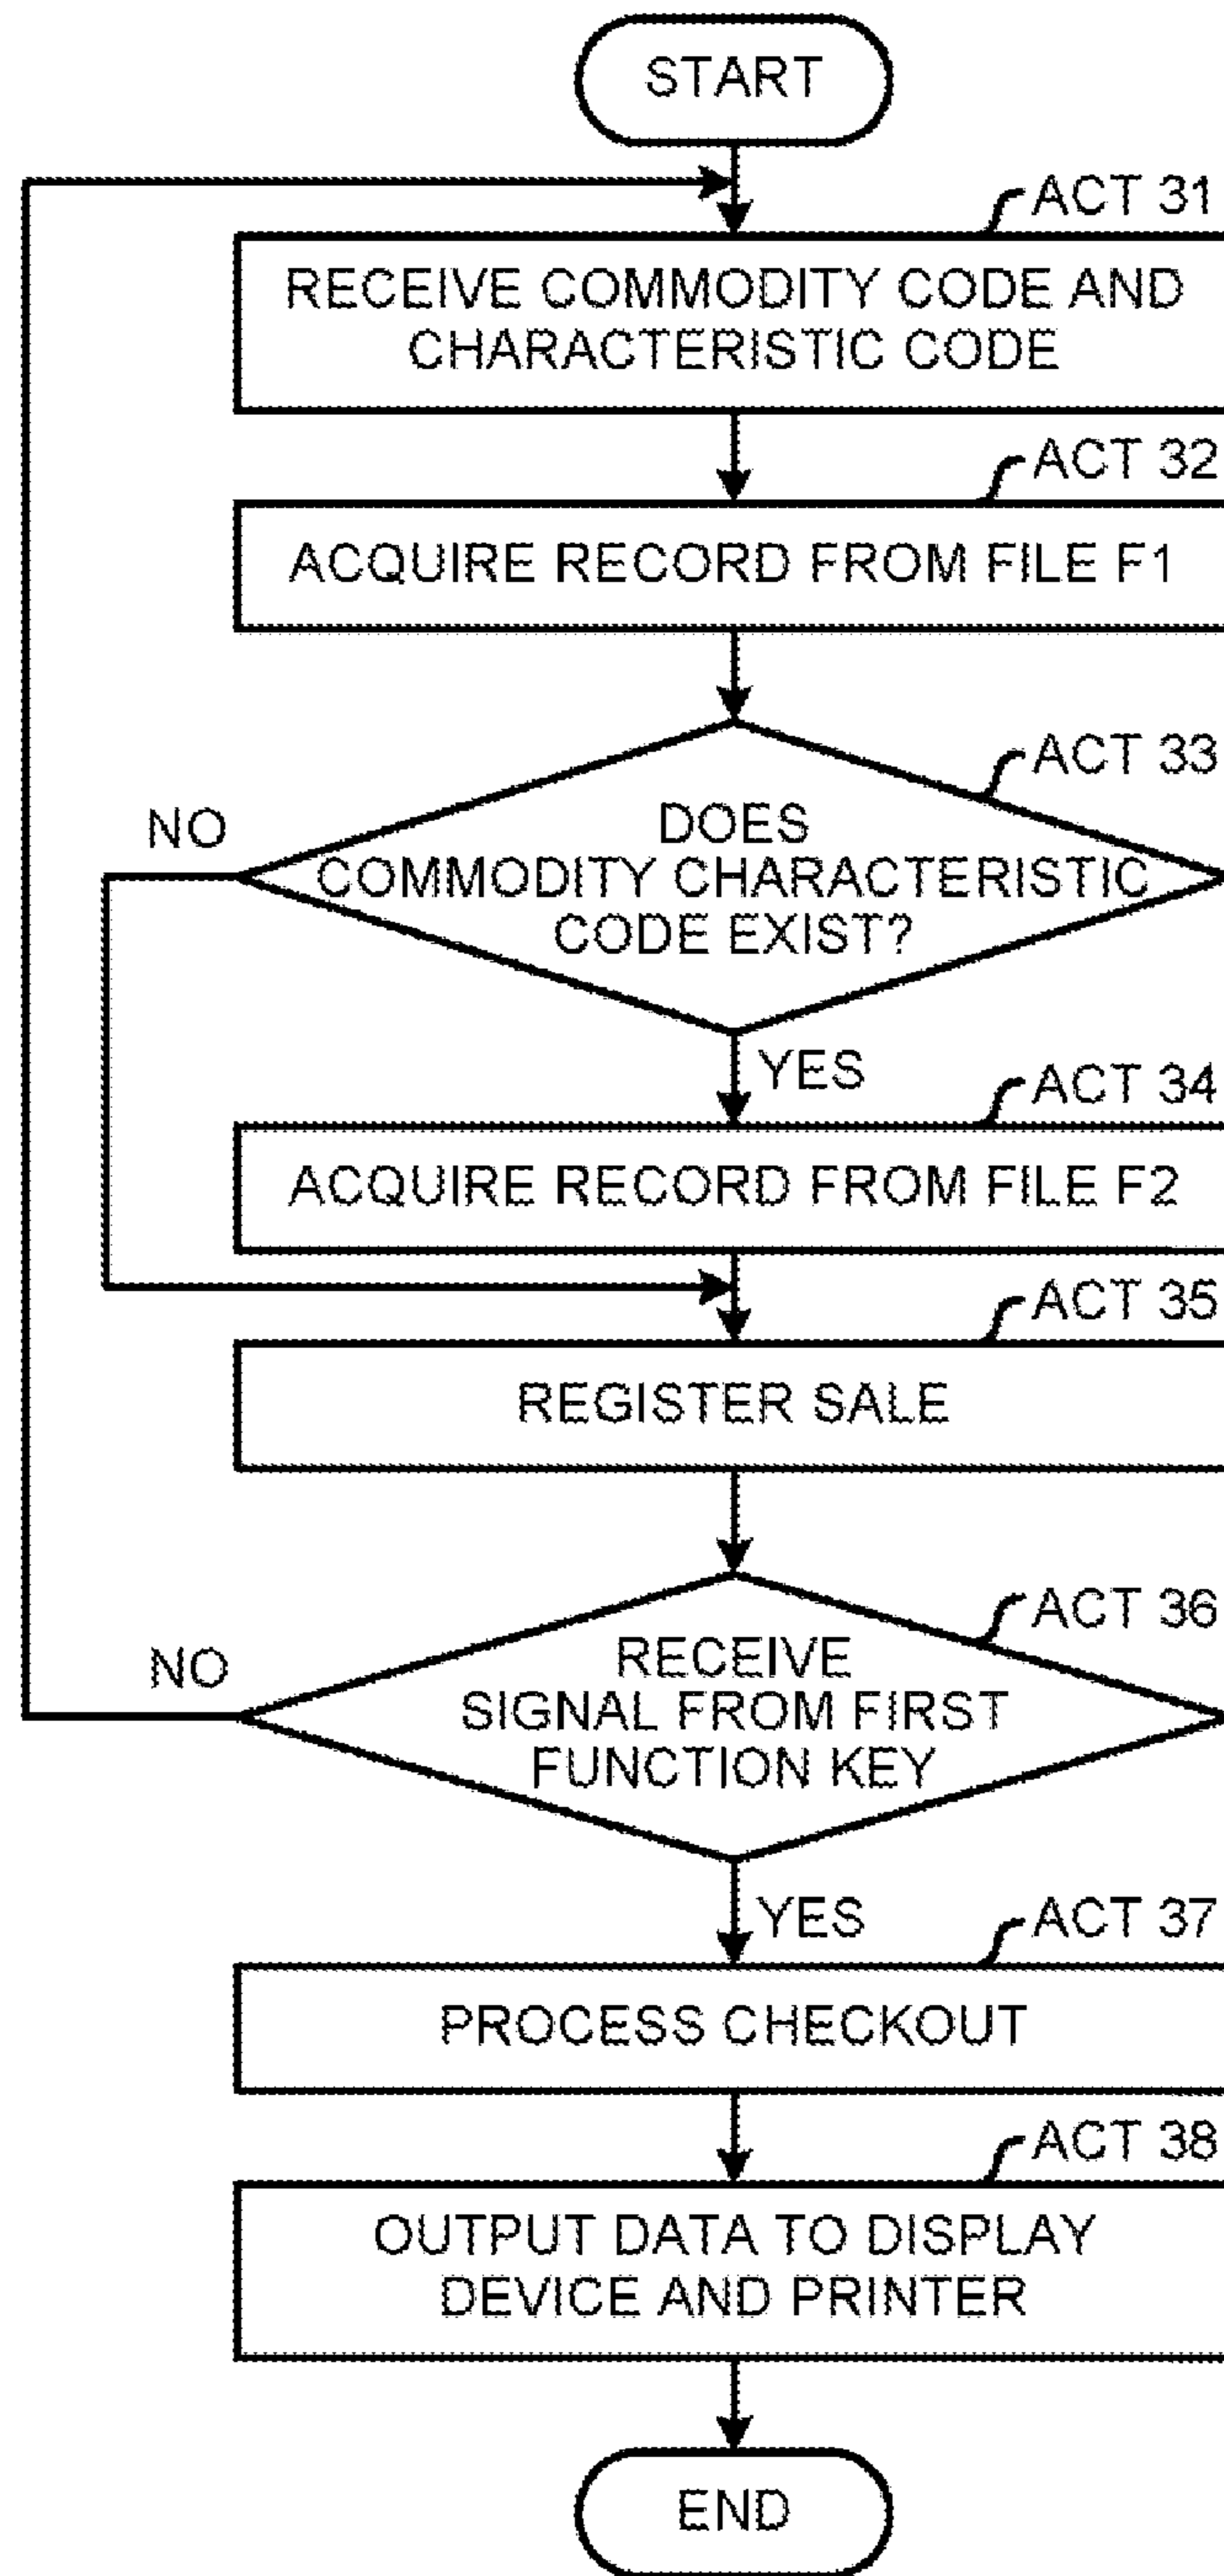 START
ACT 31
RECEIVE COMMODITY CODE AND
CHARACTERISTIC CODE
ACT 32
ACQUIRE RECORD FROM FILE F1
ACT 33
NO
DOES
COMMODITY CHARACTERISTIC
CODE EXIST?
YES
ACT 34
ACQUIRE RECORD FROM FILE F2
ACT 35
REGISTER SALE
ACT 36
NO
RECEIVE
SIGNAL FROM FIRST
FUNCTION KEY
YES
ACT 37
PROCESS CHECKOUT
ACT 38
OUTPUT DATA TO DISPLAY
DEVICE AND PRINTER
END